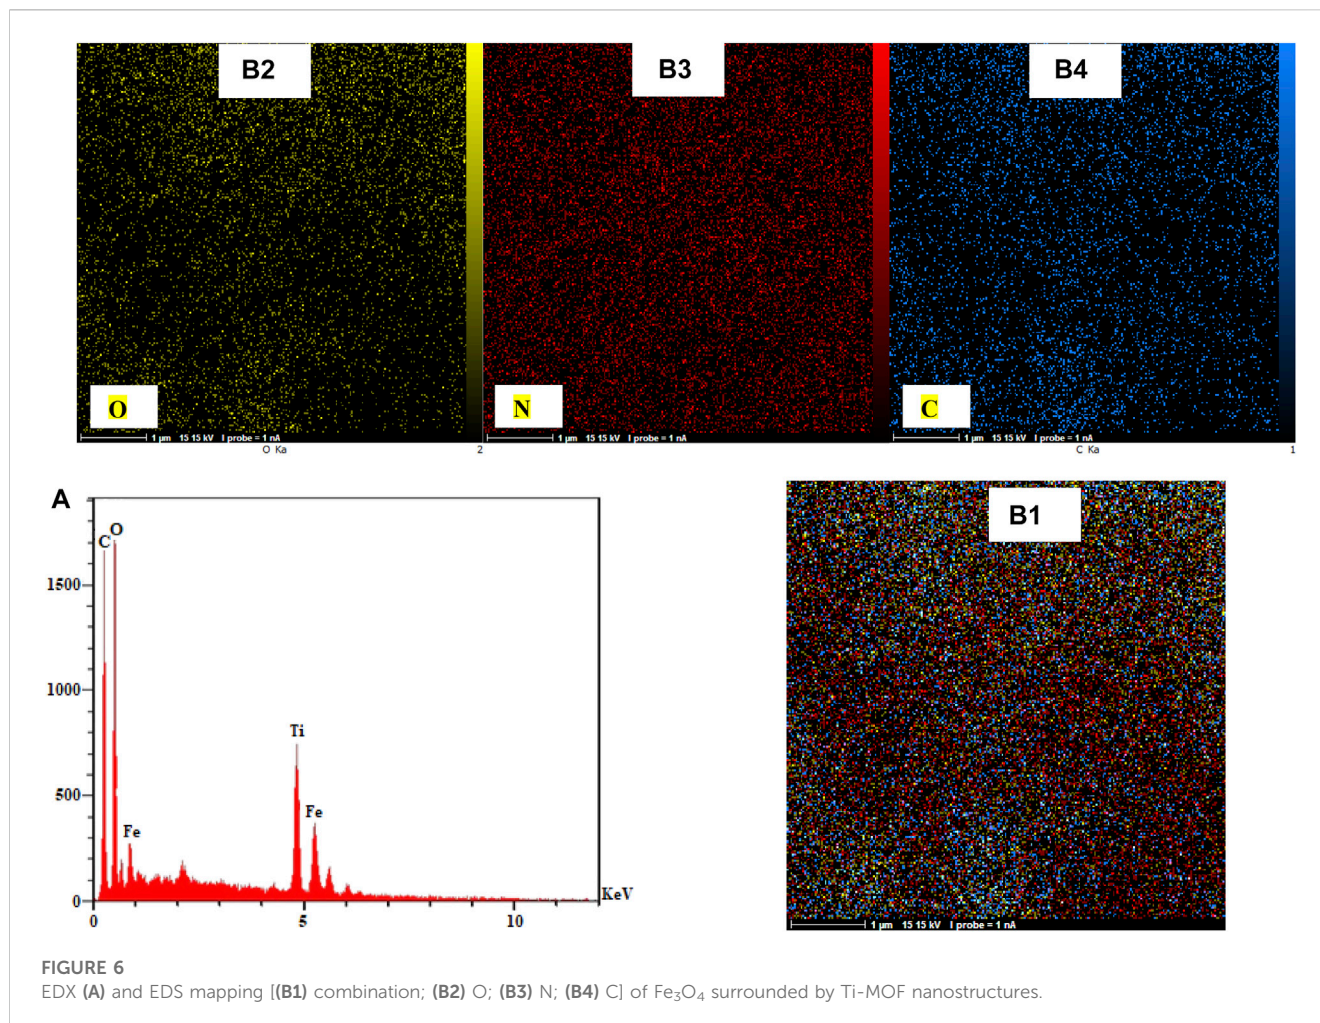 B2
B3
B4
O
N
C
1 µm 15 15 kV I probe = 1 nA
1 µm 15 15 kV I probe = 1 nA
1 µm 15 15 kV I probe = 1 nA
O Ka
2
C Ka
1
A
C
O
1500
1000
Ti
500
Fe
Fe
0
KeV
0
5
10
B1
1 µm 15 15 kV I probe = 1 nA
FIGURE 6
EDX (A) and EDS mapping [(B1) combination; (B2) O; (B3) N; (B4) C] of Fe₃O₄ surrounded by Ti-MOF nanostructures.